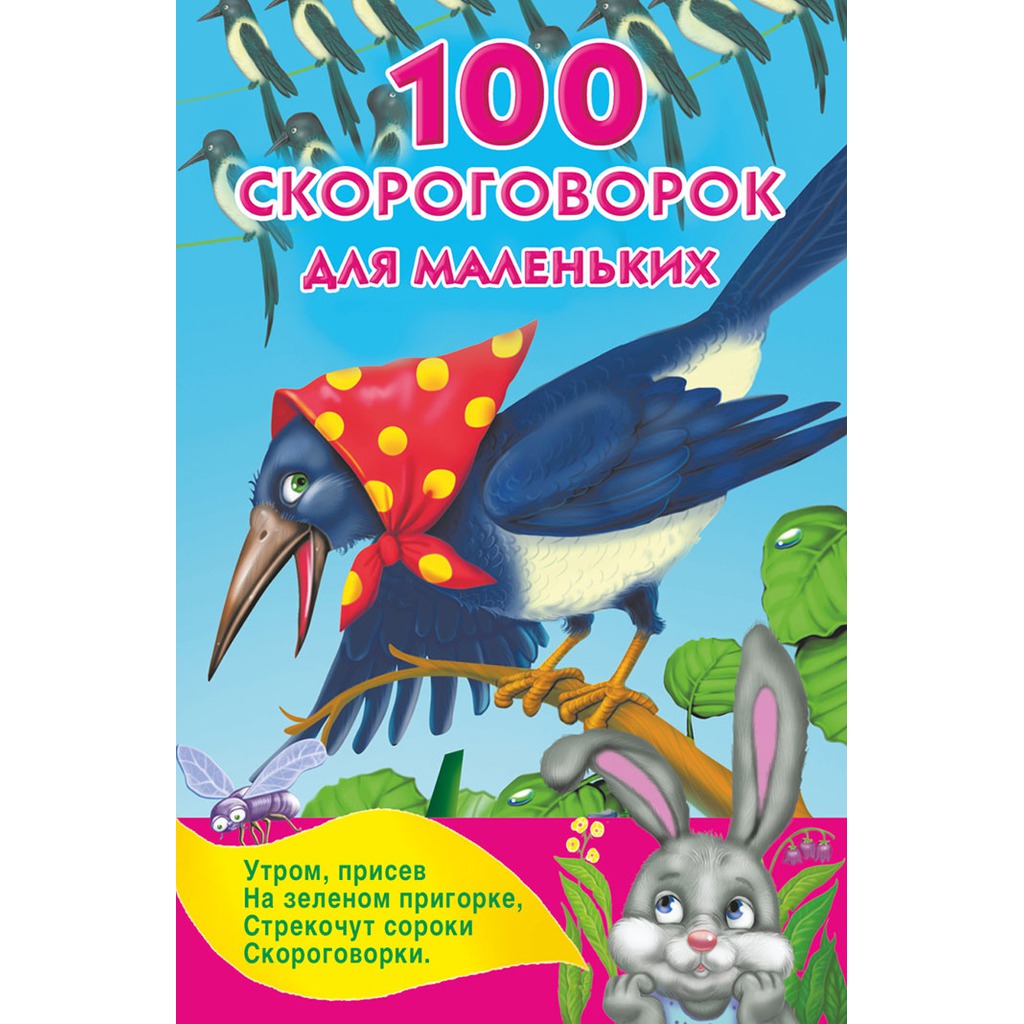 100
СКОРОГОВОРОК
ДЛЯ МАЛЕНЬКИХ
Утром, присев
На зеленом пригорке,
Стрекочут сороки
Скороговорки.